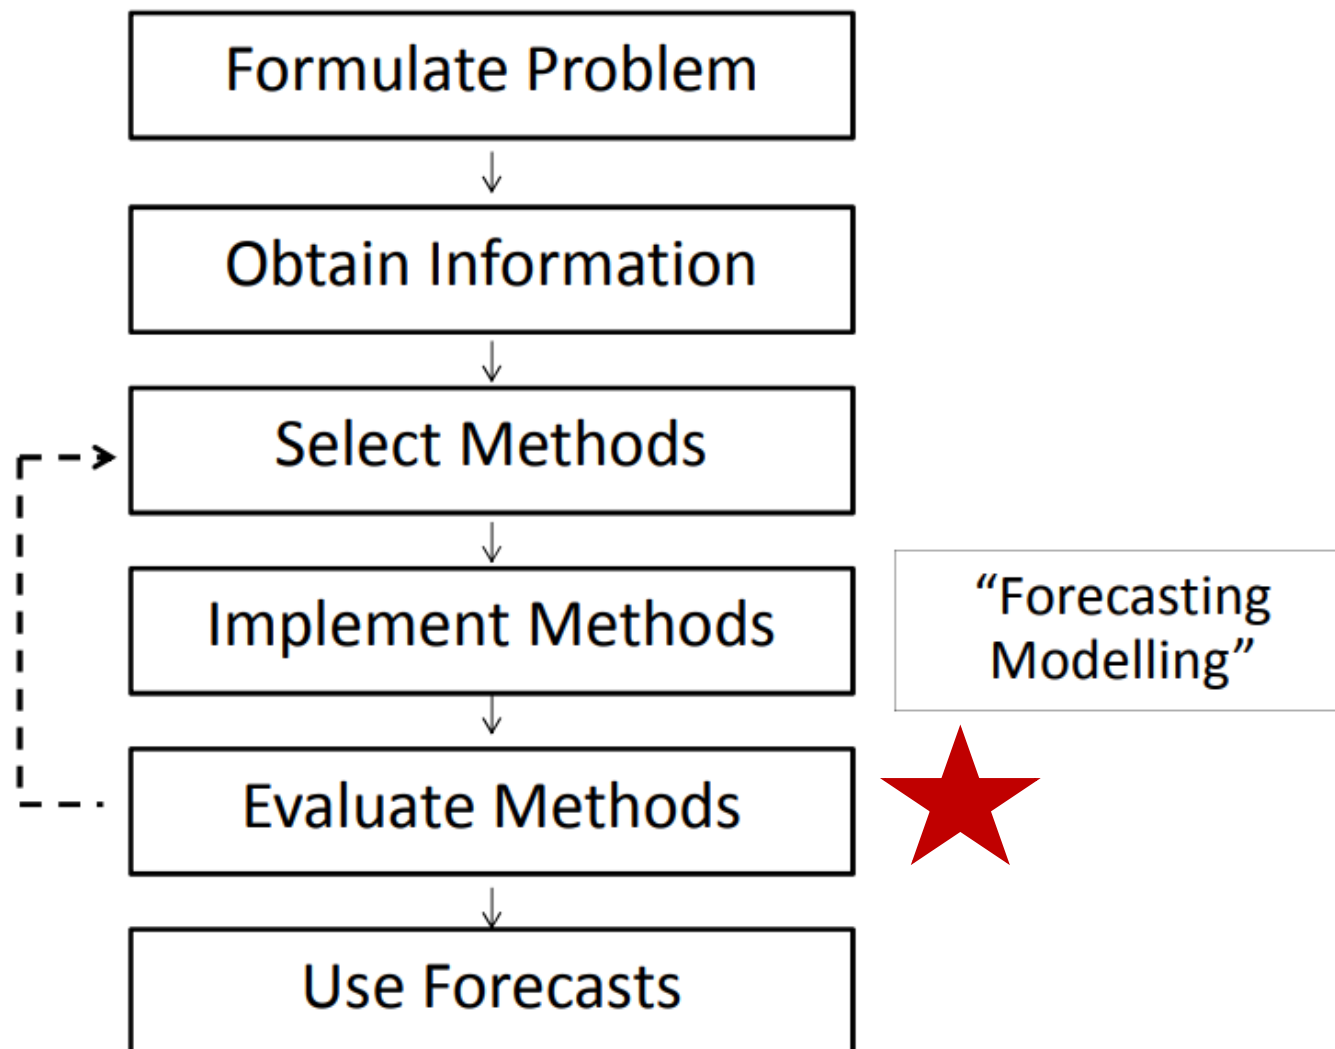 Formulate Problem
Obtain Information
Select Methods
Implement Methods
“Forecasting
Modelling”
Evaluate Methods
Use Forecasts